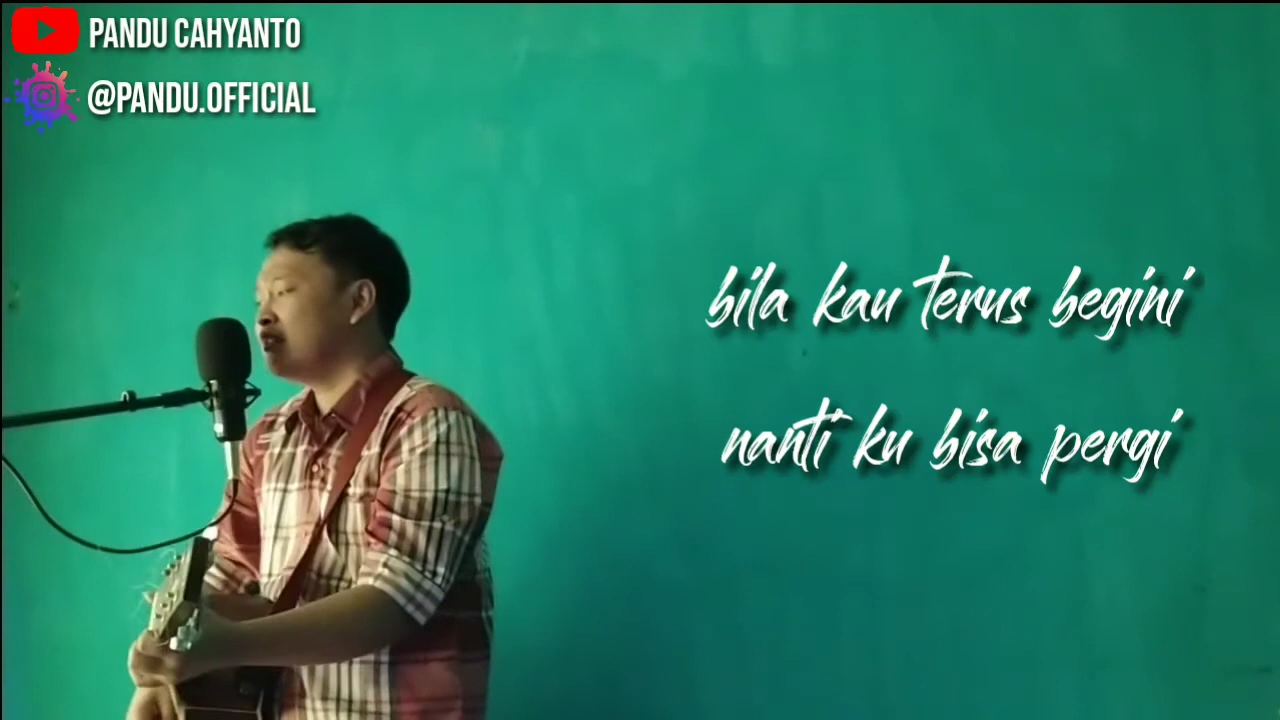 PANDU CAHYANTO
@PANDU.OFFICIAL
bila kau terus begini
nanti ku bisa pergi